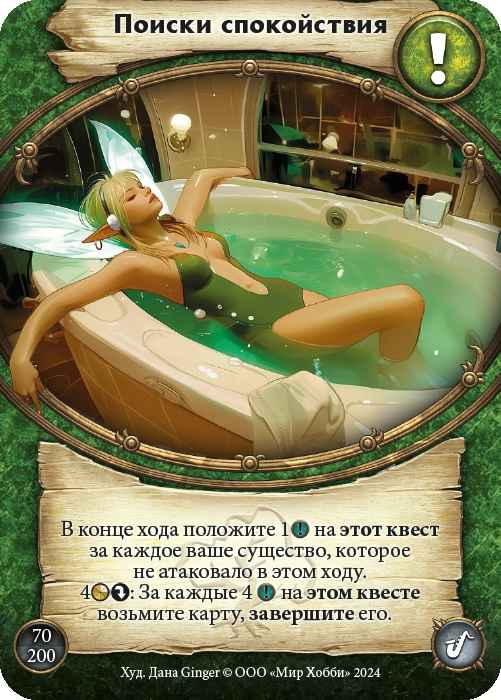 Поиски спокойствия
!
В конце хода положите 1 на этот квест
за каждое ваше существо, которое
не атаковало в этом ходу.
4: За каждые 4 на этом квесте
возьмите карту, завершите его.
70
200
Худ. Дана Ginger © ООО «Мир Хобби» 2024